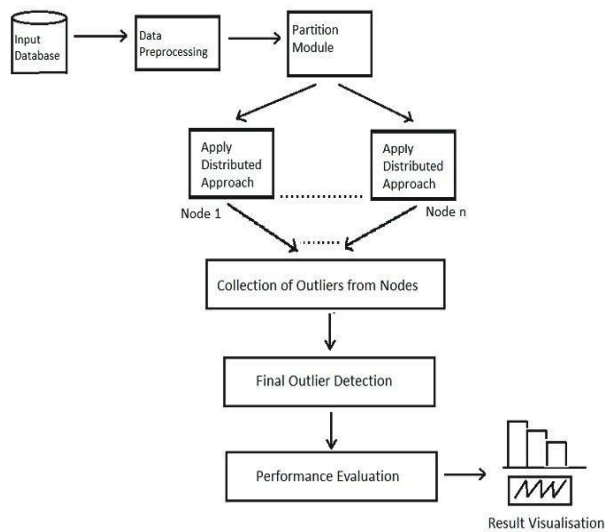 Input
Database
Data
Preprocessing
Partition
Module
Apply
Distributed
Approach
Apply
Distributed
Approach
Node 1
Node n
Collection of Outliers from Nodes
Final Outlier Detection
Performance Evaluation
Result Visualisation